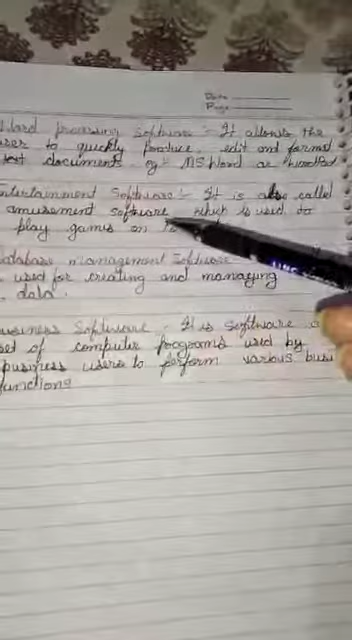 Date
Page
Word processing Software :- It allows the
user to quickly produce, edit and format
text documents. eg :- MS Word or WordPad
Entertainment Software :- It is also called
amusement software which is used to
play games on
database management Software
used for creating and managing
data.
business Software - It is software or
set of computer programs used by
business users to perform various busi
functions